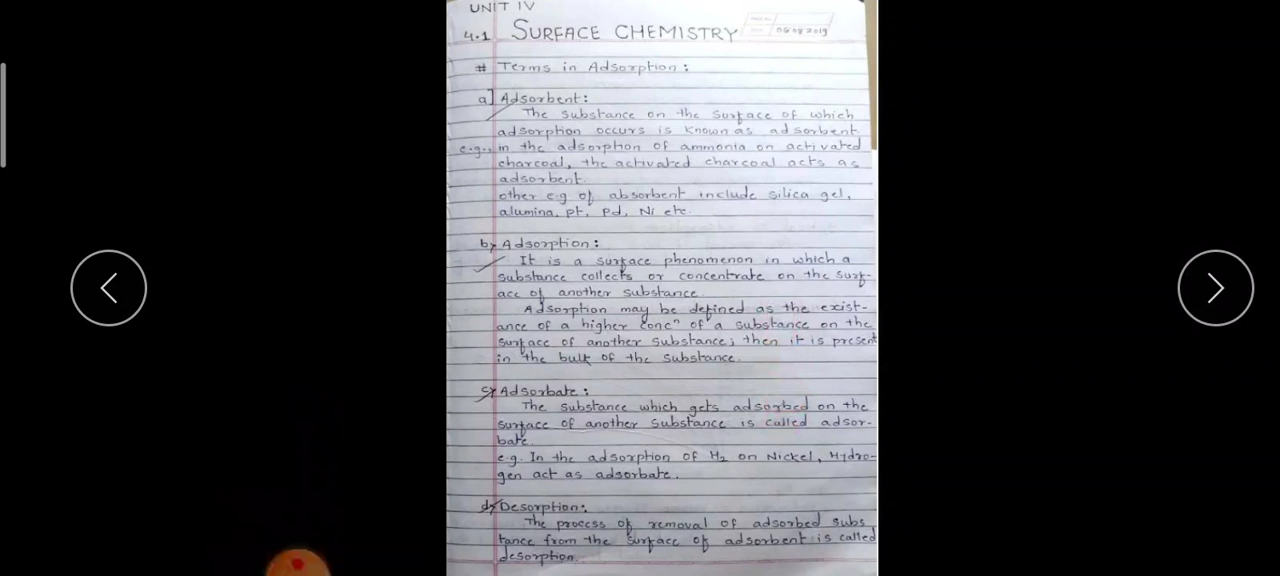 UNIT IV
4.1 SURFACE CHEMISTRY
06 08 2019
# Terms in Adsorption :
a] Adsorbent :
The substance on the surface of which
adsorption occurs is known as adsorbent
e.g., in the adsorption of ammonia on activated
charcoal, the activated charcoal acts as
adsorbent.
other e.g of absorbent include silica gel,
alumina, pt, pd, Ni etc.
b) Adsorption :
It is a surface phenomenon in which a
substance collects or concentrate on the surf-
ace of another substance.
Adsorption may be defined as the exist-
ance of a higher concⁿ of a substance on the
surface of another substance; then it is present
in the bulk of the substance.
c) Adsorbate :
The substance which gets adsorbed on the
surface of another substance is called adsor-
bate.
e.g. In the adsorption of H₂ on Nickel, Hydro-
gen act as adsorbate.
d) Desorption :
The process of removal of adsorbed subs
tance from the surface of adsorbent is called
desorption.